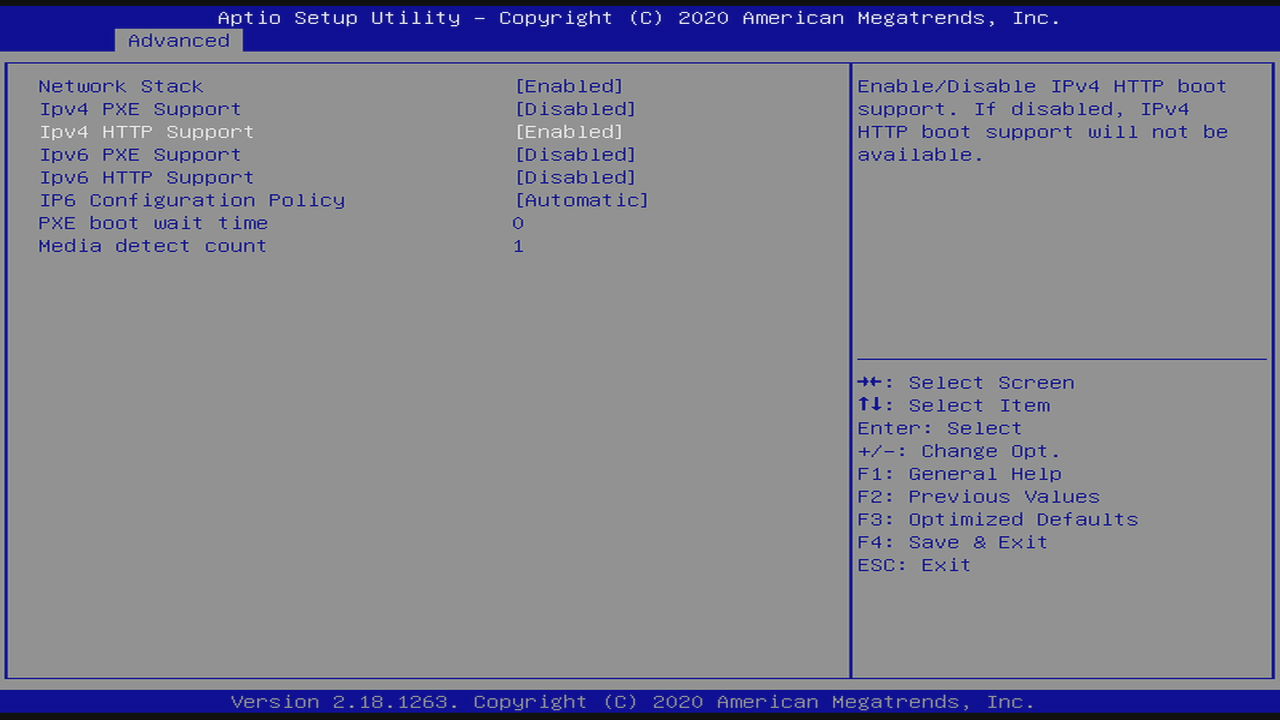 Aptio Setup Utility – Copyright (C) 2020 American Megatrends, Inc.
Advanced
Network Stack [Enabled]
Ipv4 PXE Support [Disabled]
Ipv4 HTTP Support [Enabled]
Ipv6 PXE Support [Disabled]
Ipv6 HTTP Support [Disabled]
IP6 Configuration Policy [Automatic]
PXE boot wait time 0
Media detect count 1
Enable/Disable IPv4 HTTP boot
support. If disabled, IPv4
HTTP boot support will not be
available.
→←: Select Screen
↑↓: Select Item
Enter: Select
+/-: Change Opt.
F1: General Help
F2: Previous Values
F3: Optimized Defaults
F4: Save & Exit
ESC: Exit
Version 2.18.1263. Copyright (C) 2020 American Megatrends, Inc.